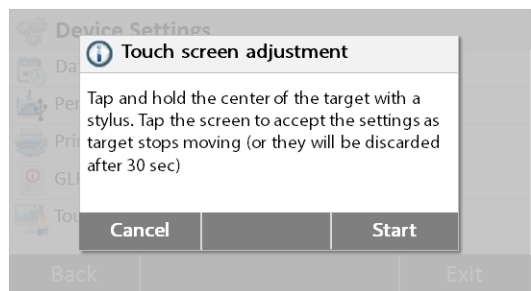 Device Settings
Touch screen adjustment
Tap and hold the center of the target with a
stylus. Tap the screen to accept the settings as
target stops moving (or they will be discarded
after 30 sec)
Cancel
Start
Back
Exit